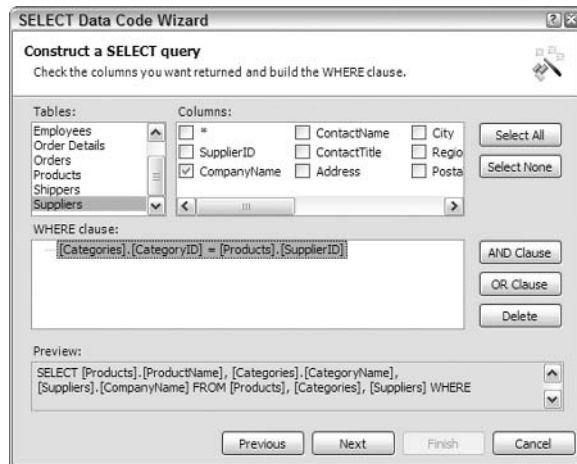 SELECT Data Code Wizard
Construct a SELECT query
Check the columns you want returned and build the WHERE clause.
Tables:
Columns:
Employees
Order Details
Orders
Products
Shippers
Suppliers
* ContactName City
SupplierID ContactTitle Regio
CompanyName Address Posta
Select All
Select None
WHERE clause:
[Categories].[CategoryID] = [Products].[SupplierID]
AND Clause
OR Clause
Delete
Preview:
SELECT [Products].[ProductName], [Categories].[CategoryName],
[Suppliers].[CompanyName] FROM [Products], [Categories], [Suppliers] WHERE
Previous Next Finish Cancel